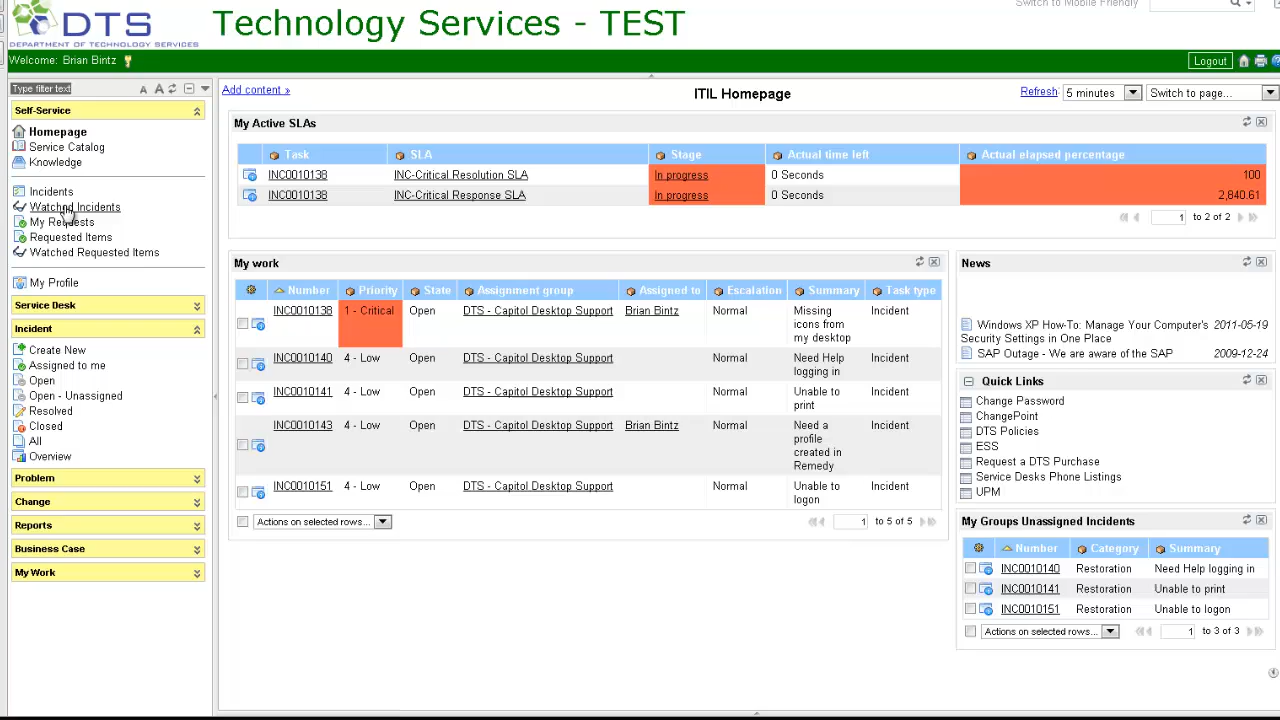 Switch to Mobile Friendly
DTS
DEPARTMENT OF TECHNOLOGY SERVICES
Technology Services - TEST
Welcome: Brian Bintz
Logout
Type filter text
A A
Self-Service
Homepage
Service Catalog
Knowledge
Incidents
Watched Incidents
My Requests
Requested Items
Watched Requested Items
My Profile
Service Desk
Incident
Create New
Assigned to me
Open
Open - Unassigned
Resolved
Closed
All
Overview
Problem
Change
Reports
Business Case
My Work
Add content »
ITIL Homepage
Refresh: 5 minutes Switch to page...
My Active SLAs
Task SLA Stage Actual time left Actual elapsed percentage
INC0010138 INC-Critical Resolution SLA In progress 0 Seconds 100
INC0010138 INC-Critical Response SLA In progress 0 Seconds 2,840.61
1 to 2 of 2
My work
Number Priority State Assignment group Assigned to Escalation Summary Task type
INC0010138 1 - Critical Open DTS - Capitol Desktop Support Brian Bintz Normal Missing Incident
icons from
my desktop
INC0010140 4 - Low Open DTS - Capitol Desktop Support Normal Need Help Incident
logging in
INC0010141 4 - Low Open DTS - Capitol Desktop Support Normal Unable to Incident
print
INC0010143 4 - Low Open DTS - Capitol Desktop Support Brian Bintz Normal Need a Incident
profile
created in
Remedy
INC0010151 4 - Low Open DTS - Capitol Desktop Support Normal Unable to Incident
logon
Actions on selected rows... 1 to 5 of 5
News
Windows XP How-To: Manage Your Computer's 2011-05-19
Security Settings in One Place
SAP Outage - We are aware of the SAP 2009-12-24
Quick Links
Change Password
ChangePoint
DTS Policies
ESS
Request a DTS Purchase
Service Desks Phone Listings
UPM
My Groups Unassigned Incidents
Number Category Summary
INC0010140 Restoration Need Help logging in
INC0010141 Restoration Unable to print
INC0010151 Restoration Unable to logon
Actions on selected rows... 1 to 3 of 3